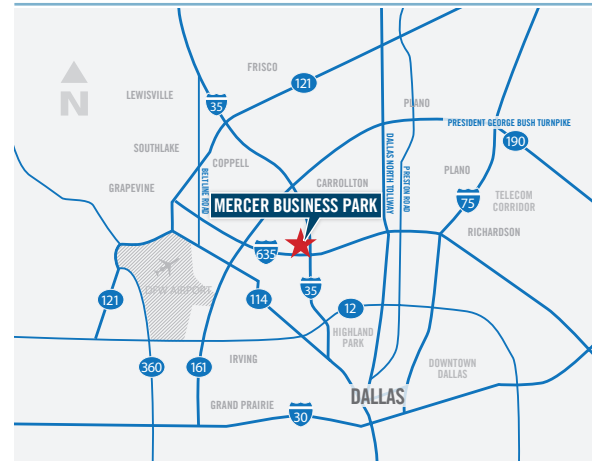 FRISCO
121
LEWISVILLE
35
N
PLANO
PRESIDENT GEORGE BUSH TURNPIKE
190
SOUTHLAKE
COPPELL
DALLAS NORTH TOLLWAY
PRESTON ROAD
PLANO
BELTLINE ROAD
GRAPEVINE
CARROLLTON
75
TELECOM
CORRIDOR
MERCER BUSINESS PARK
RICHARDSON
635
DFW AIRPORT
35
121
114
12
HIGHLAND
PARK
IRVING
360
161
DOWNTOWN
DALLAS
DALLAS
GRAND PRAIRIE
30